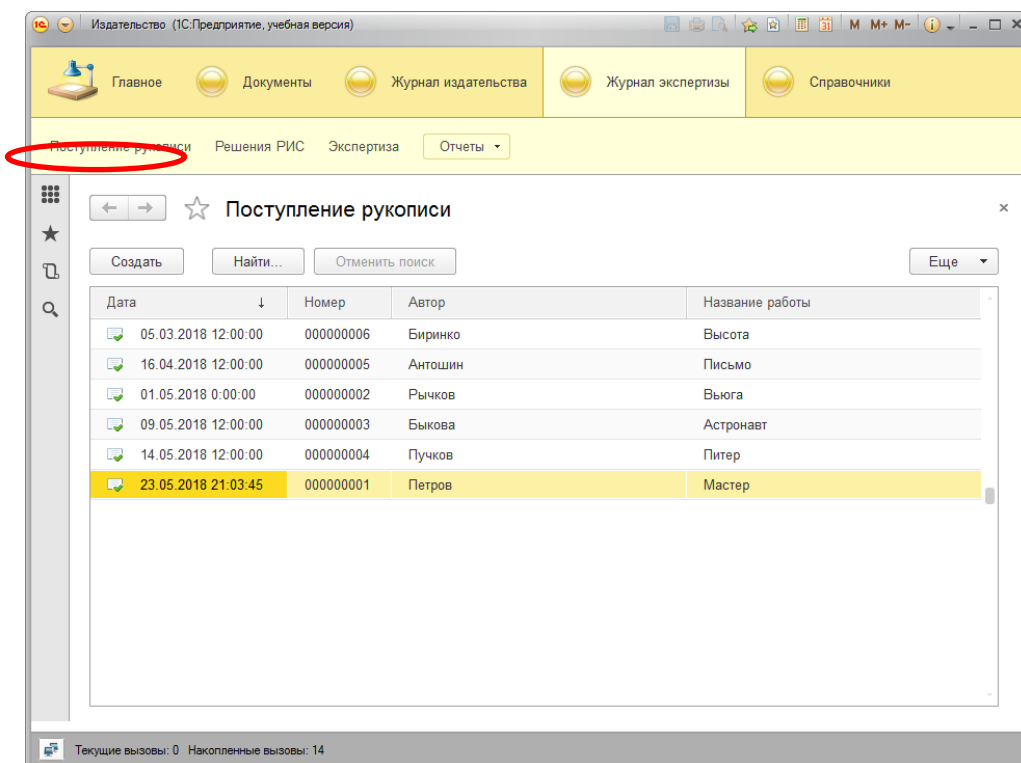 Издательство (1С:Предприятие, учебная версия) 31 M M+ M-
Главное Документы Журнал издательства Журнал экспертизы Справочники
Поступление рукописи Решения РИС Экспертиза Отчеты
Поступление рукописи
Создать Найти... Отменить поиск Еще
Дата ↓ Номер Автор Название работы
05.03.2018 12:00:00 000000006 Биринко Высота
16.04.2018 12:00:00 000000005 Антошин Письмо
01.05.2018 0:00:00 000000002 Рычков Вьюга
09.05.2018 12:00:00 000000003 Быкова Астронавт
14.05.2018 12:00:00 000000004 Пучков Питер
23.05.2018 21:03:45 000000001 Петров Мастер
Текущие вызовы: 0 Накопленные вызовы: 14